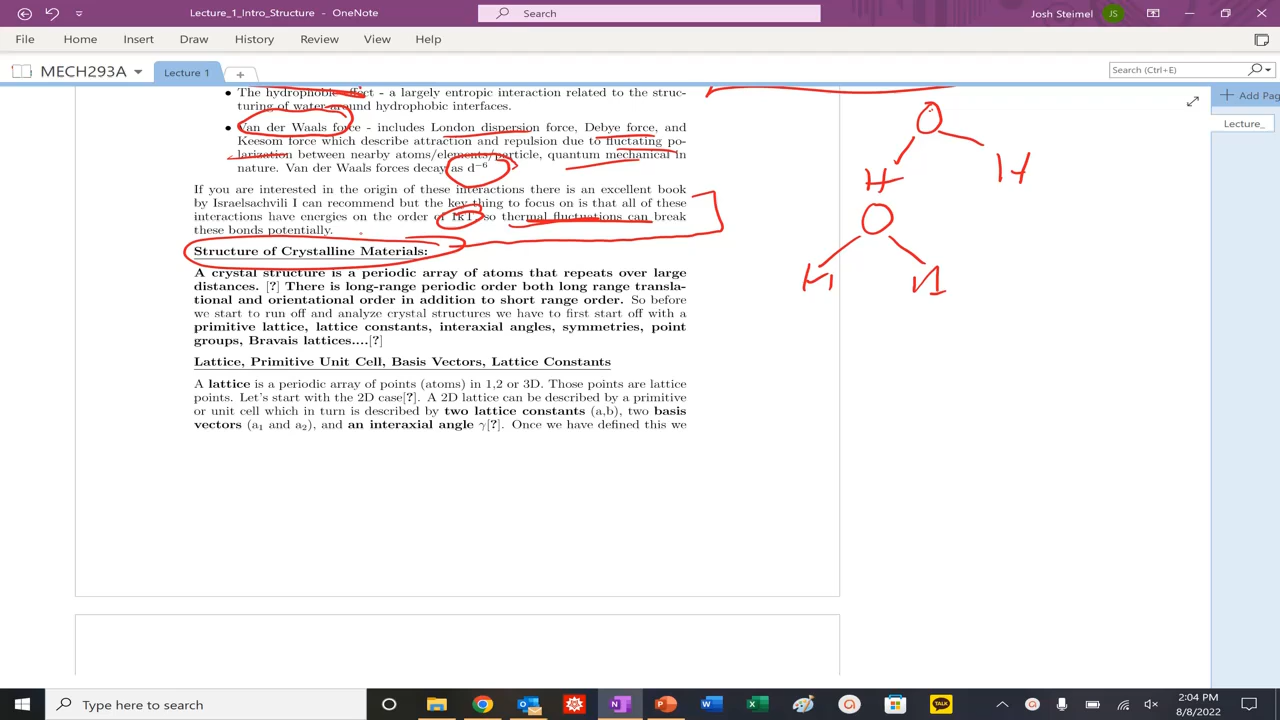 Lecture_1_Intro_Structure - OneNote
Search
Josh Steimel
JS
File Home Insert Draw History Review View Help
MECH293A
Lecture 1
Search (Ctrl+E)
Add Pag
Lecture_
• The hydrophobic effect - a largely entropic interaction related to the struc-
turing of water around hydrophobic interfaces.
• Van der Waals force - includes London dispersion force, Debye force, and
Keesom force which describe attraction and repulsion due to fluctating po-
larization between nearby atoms/elements/particle, quantum mechanical in
nature. Van der Waals forces decay as d⁻⁶
If you are interested in the origin of these interactions there is an excellent book
by Israelsachvili I can recommend but the key thing to focus on is that all of these
interactions have energies on the order of 1kT so thermal fluctuations can break
these bonds potentially.
Structure of Crystalline Materials:
A crystal structure is a periodic array of atoms that repeats over large
distances. [?] There is long-range periodic order both long range transla-
tional and orientational order in addition to short range order. So before
we start to run off and analyze crystal structures we have to first start off with a
primitive lattice, lattice constants, interaxial angles, symmetries, point
groups, Bravais lattices....[?]
Lattice, Primitive Unit Cell, Basis Vectors, Lattice Constants
A lattice is a periodic array of points (atoms) in 1,2 or 3D. Those points are lattice
points. Let's start with the 2D case[?]. A 2D lattice can be described by a primitive
or unit cell which in turn is described by two lattice constants (a,b), two basis
vectors (a₁ and a₂), and an interaxial angle γ[?]. Once we have defined this we
O
H H
O
H H
Type here to search
TALK
2:04 PM
8/8/2022